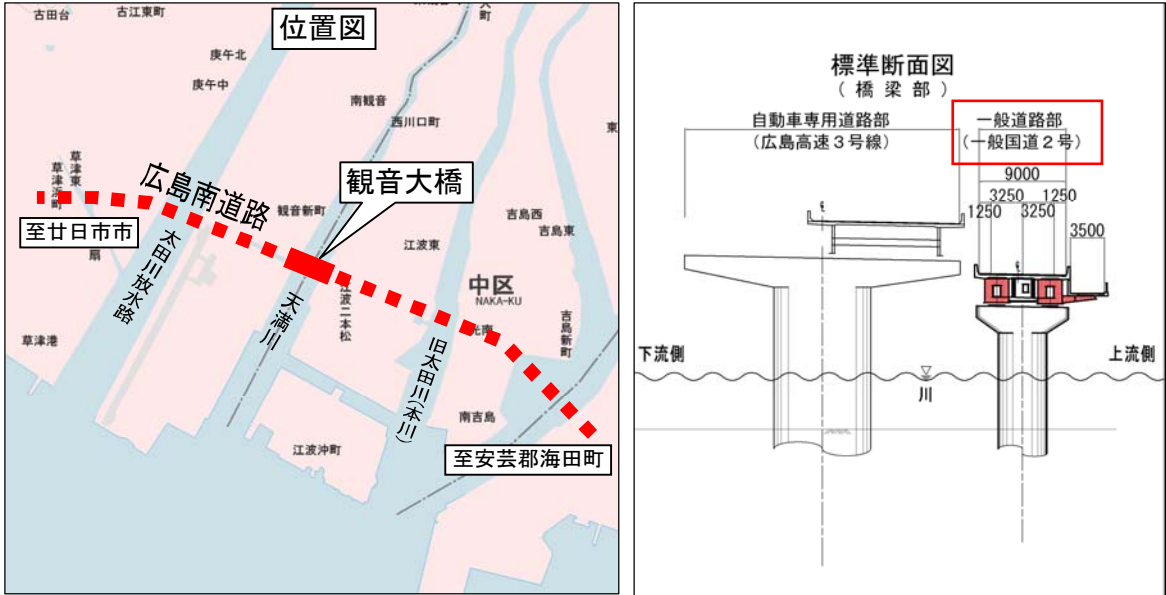 位置図
古田台
古江東町
庚午北
庚午中
南観音
西川口町
東
草津東
草津浜町
広島南道路
観音大橋
観音新町
吉島西
吉島東
江波東
至廿日市市
扇
太田川放水路
天満川
江波二本松
中区
NAKA-KU
光南
吉島新町
草津港
旧太田川(本川)
南吉島
江波沖町
至安芸郡海田町
標準断面図
(橋梁部)
自動車専用道路部
(広島高速3号線)
一般道路部
(一般国道2号)
9000
3250 1250
1250 3250
3500
下流側
上流側
川